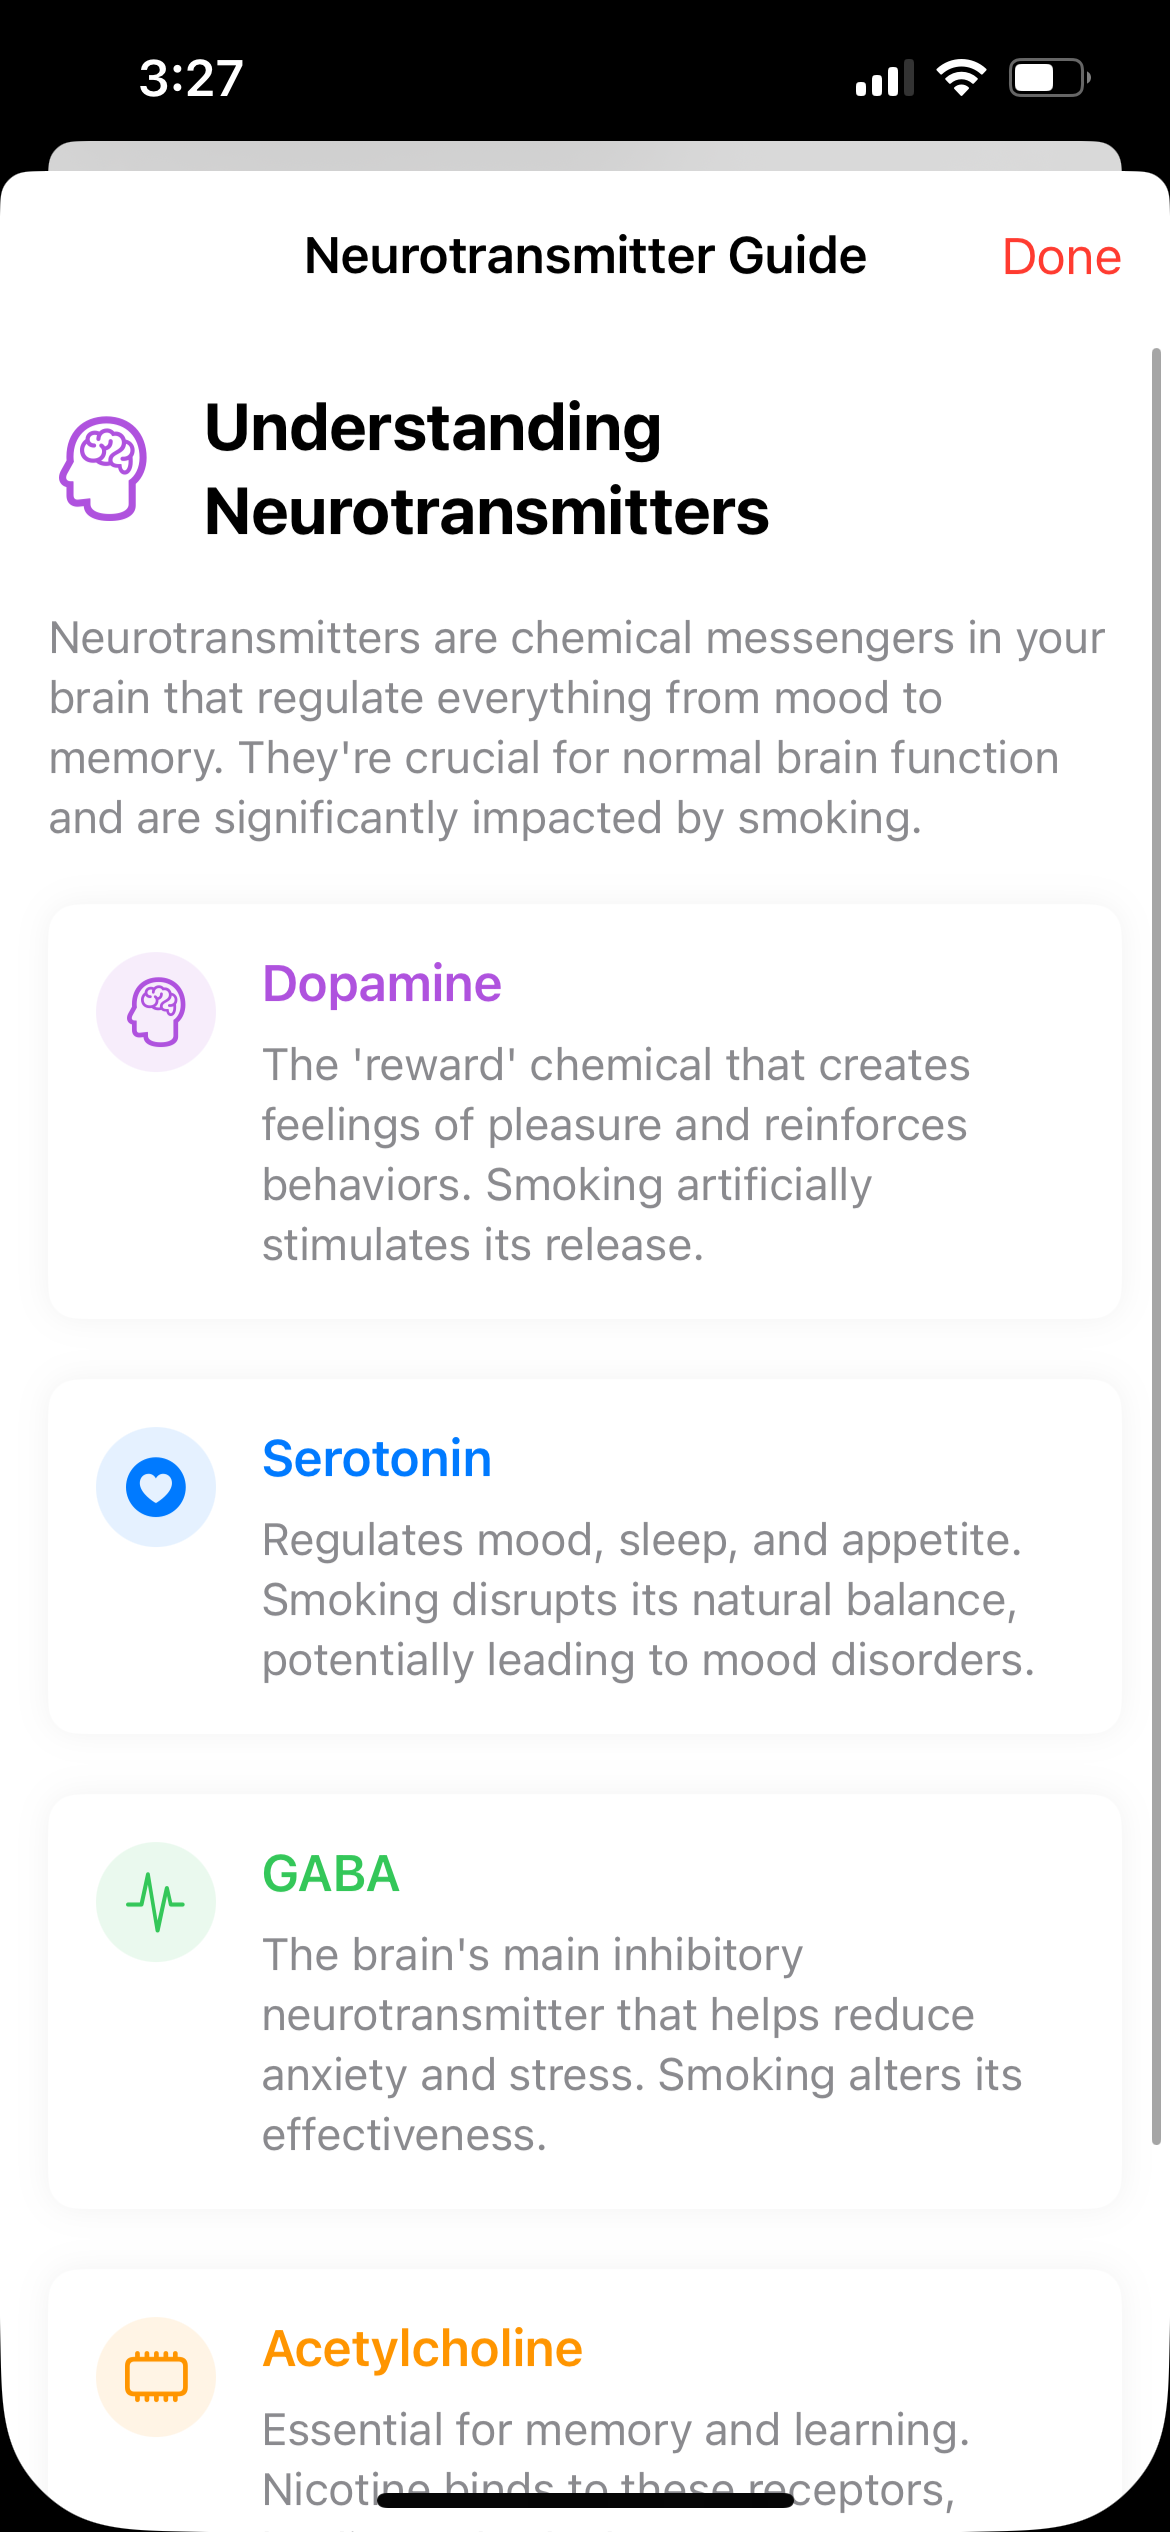 3:27
Neurotransmitter Guide
Done
Understanding
Neurotransmitters
Neurotransmitters are chemical messengers in your
brain that regulate everything from mood to
memory. They're crucial for normal brain function
and are significantly impacted by smoking.
Dopamine
The 'reward' chemical that creates
feelings of pleasure and reinforces
behaviors. Smoking artificially
stimulates its release.
Serotonin
Regulates mood, sleep, and appetite.
Smoking disrupts its natural balance,
potentially leading to mood disorders.
GABA
The brain's main inhibitory
neurotransmitter that helps reduce
anxiety and stress. Smoking alters its
effectiveness.
Acetylcholine
Essential for memory and learning.
Nicotine binds to these receptors,